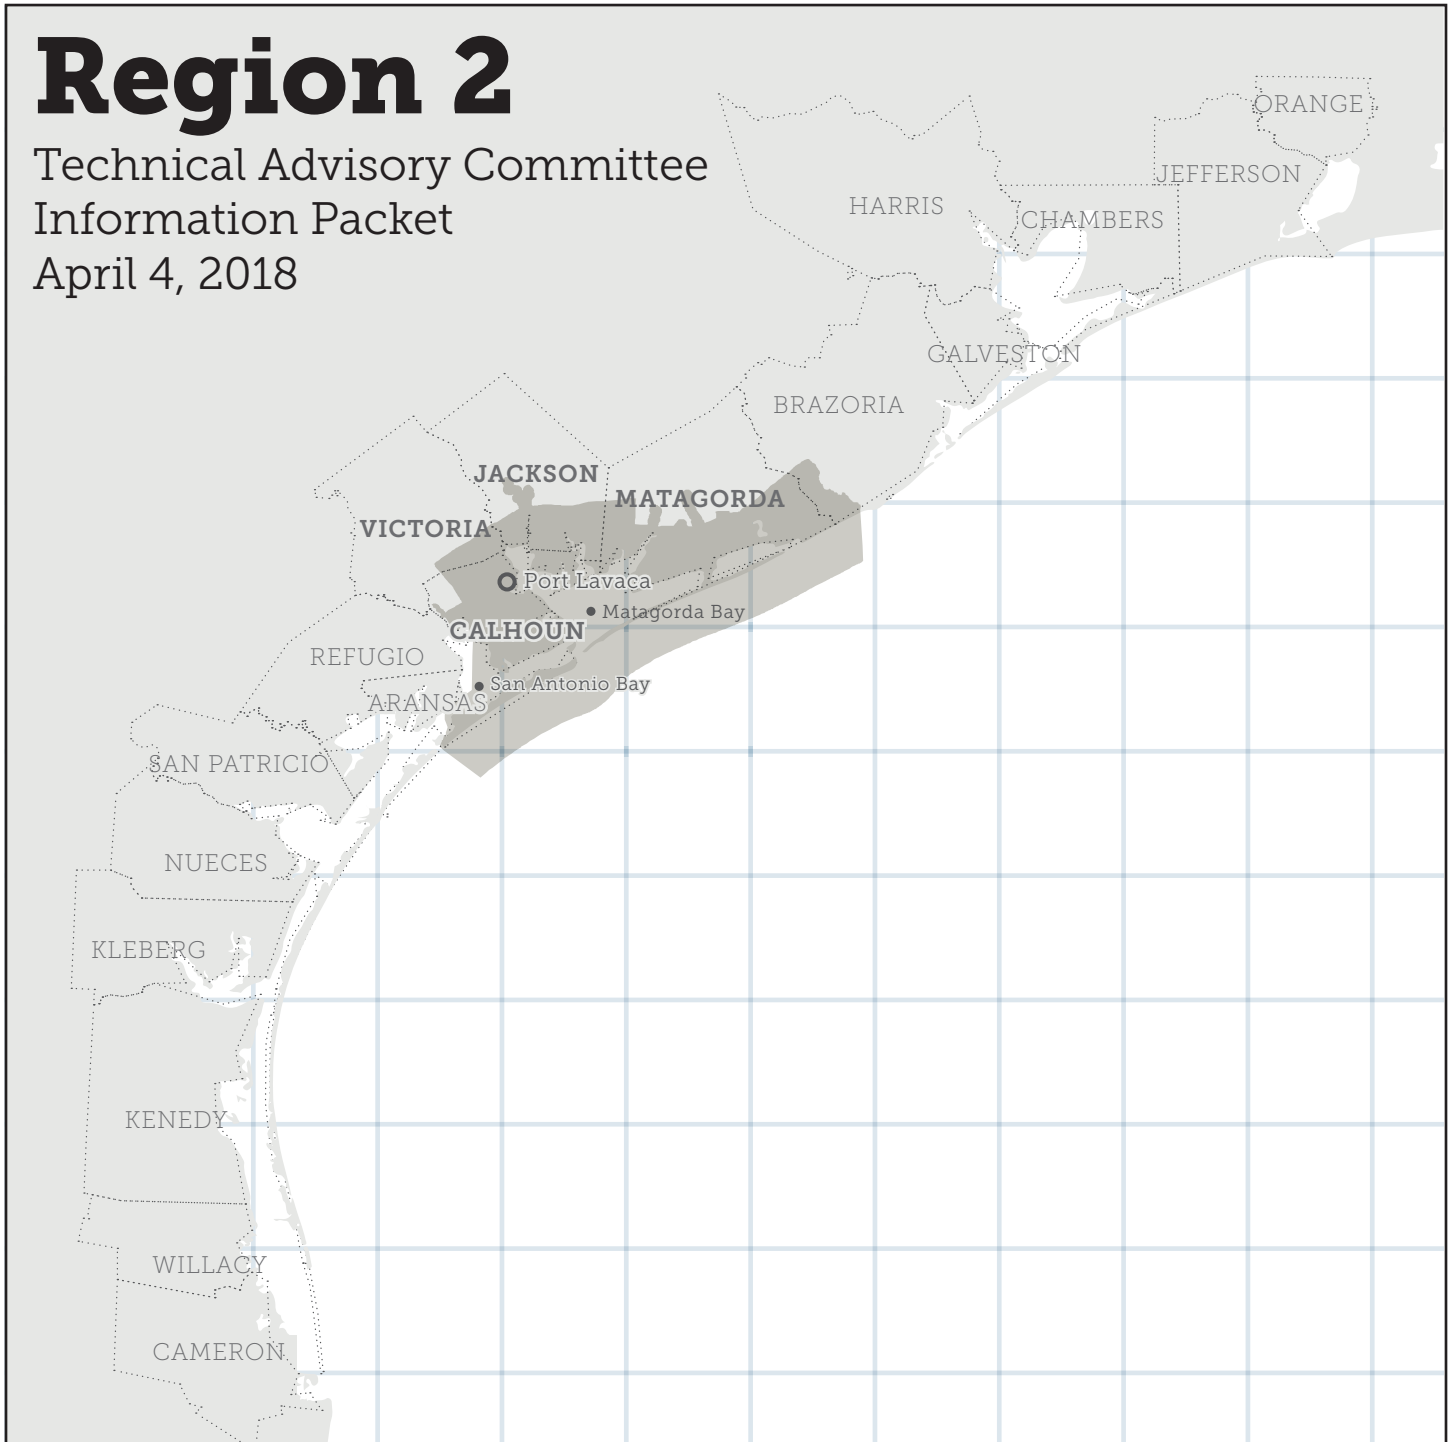 Region 2
Technical Advisory Committee
Information Packet
April 4, 2018
ORANGE
JEFFERSON
HARRIS
CHAMBERS
GALVESTON
BRAZORIA
JACKSON
MATAGORDA
VICTORIA
Port Lavaca
Matagorda Bay
CALHOUN
REFUGIO
San Antonio Bay
ARANSAS
SAN PATRICIO
NUECES
KLEBERG
KENEDY
WILLACY
CAMERON